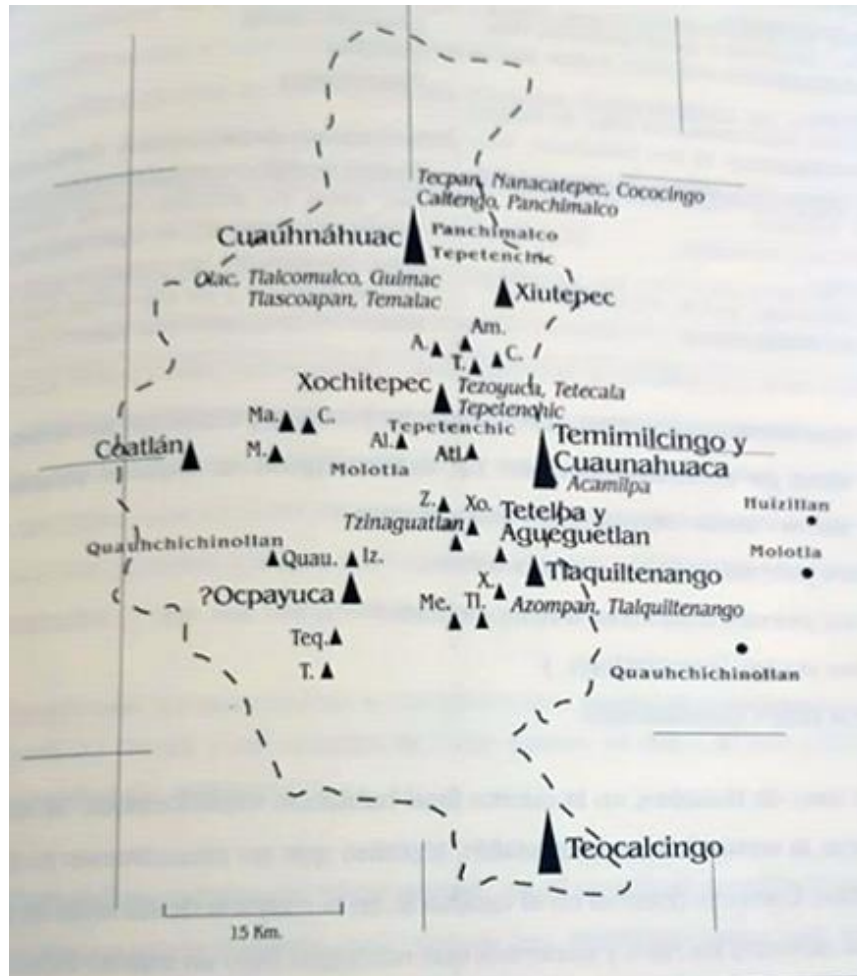 Tecpan, Nanacatepec, Cococingo
Caltengo, Panchimalco
Cuauhnáhuac
Panchimalco
Tepetenchic
Olac, Tlalcomulco, Guimac
Tlascoapan, Temalac
Xiutepec
Am.
A.
T.
C.
Xochitepec
Tezoyuca, Tetecala
Tepetenchic
Ma.
C.
Tepetenchic
Coatlán
M.
Al.
Atl.
Molotla
Temimilcingo y
Cuaunahuaca
Acamilpa
Huizillan
Z.
Xo.
Tzinaguatlan
Tetelpa y
Agueguetlan
Molotla
Quauhchichinollan
Quau.
Iz.
Tlaquiltenango
?Ocpayuca
X.
Me.
Tl.
Azompan, Tlalquiltenango
Teq.
T.
Quauhchichinollan
Teocalcingo
15 Km.